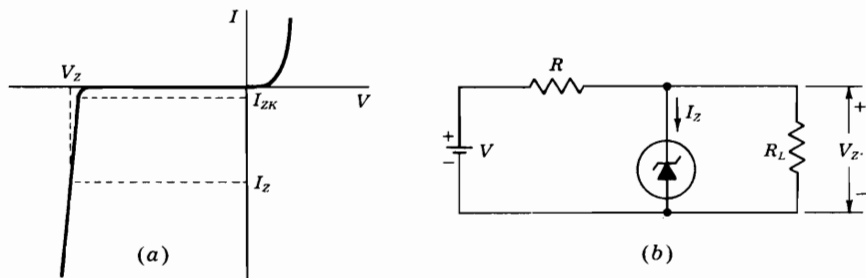 I
V_Z
V
I_ZK
I_Z
(a)
R
I_Z
+
V
−
R_L
+
V_Z.
−
(b)